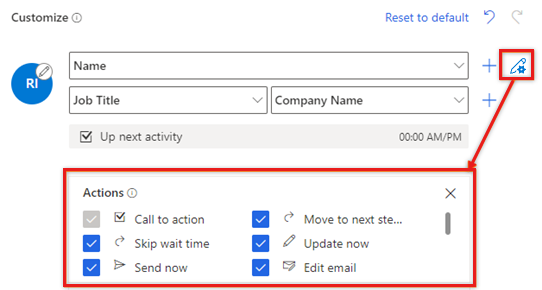 Customize
Reset to default
Name
RI
Job Title
Company Name
Up next activity
00:00 AM/PM
Actions
Call to action
Move to next ste...
Skip wait time
Update now
Send now
Edit email